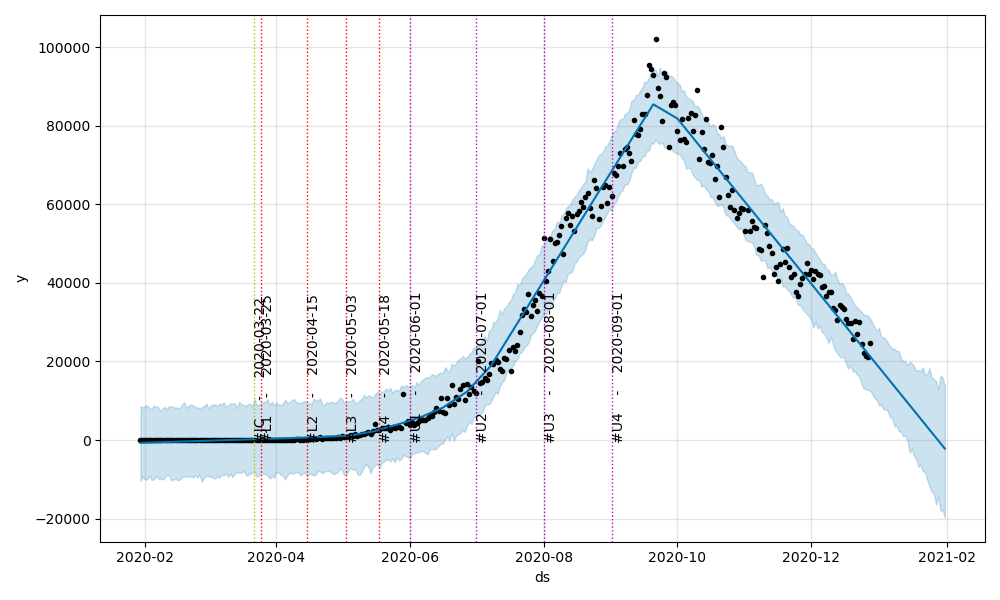 100000
80000
60000
40000
20000
0
−20000
y
#JC - 2020-03-22
#L1 - 2020-03-25
#L2 - 2020-04-15
#L3 - 2020-05-03
#L4 - 2020-05-18
#U1 - 2020-06-01
#U2 - 2020-07-01
#U3 - 2020-08-01
#U4 - 2020-09-01
2020-02
2020-04
2020-06
2020-08
2020-10
2020-12
2021-02
ds